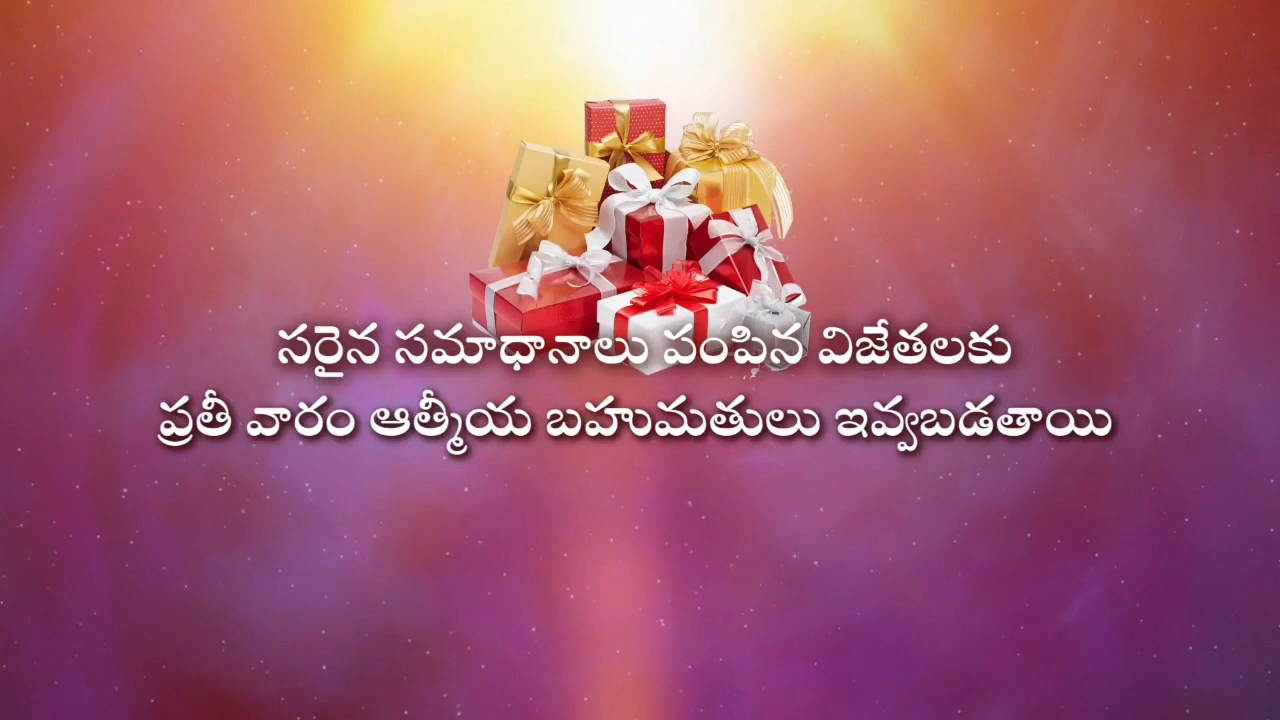 సరైన సమాధానాలు పంపిన విజేతలకు
ప్రతీ వారం ఆత్మీయ బహుమతులు ఇవ్వబడతాయి